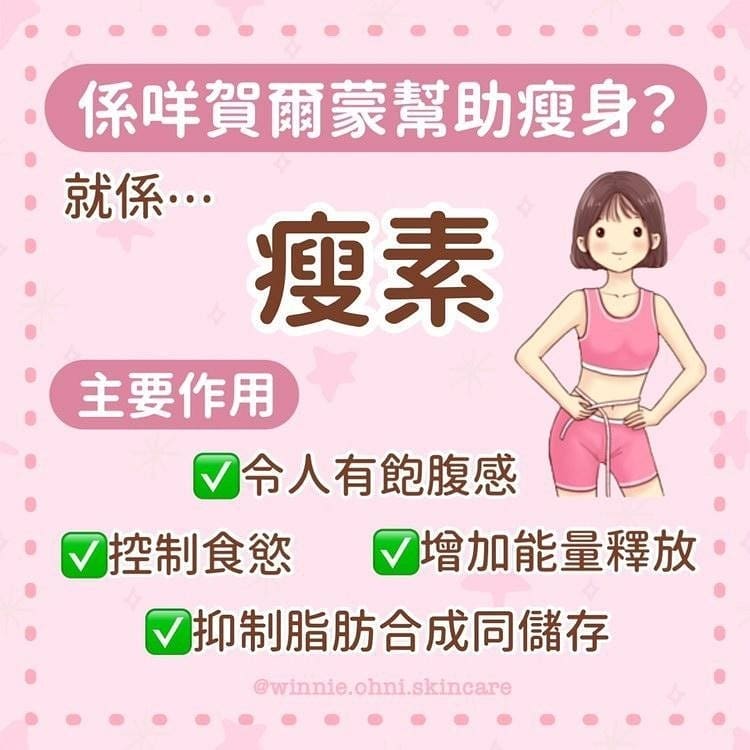 係咩賀爾蒙幫助瘦身？
就係…
瘦素
主要作用
✅令人有飽腹感
✅控制食慾 ✅增加能量釋放
✅抑制脂肪合成同儲存
@winnie.ohni.skincare